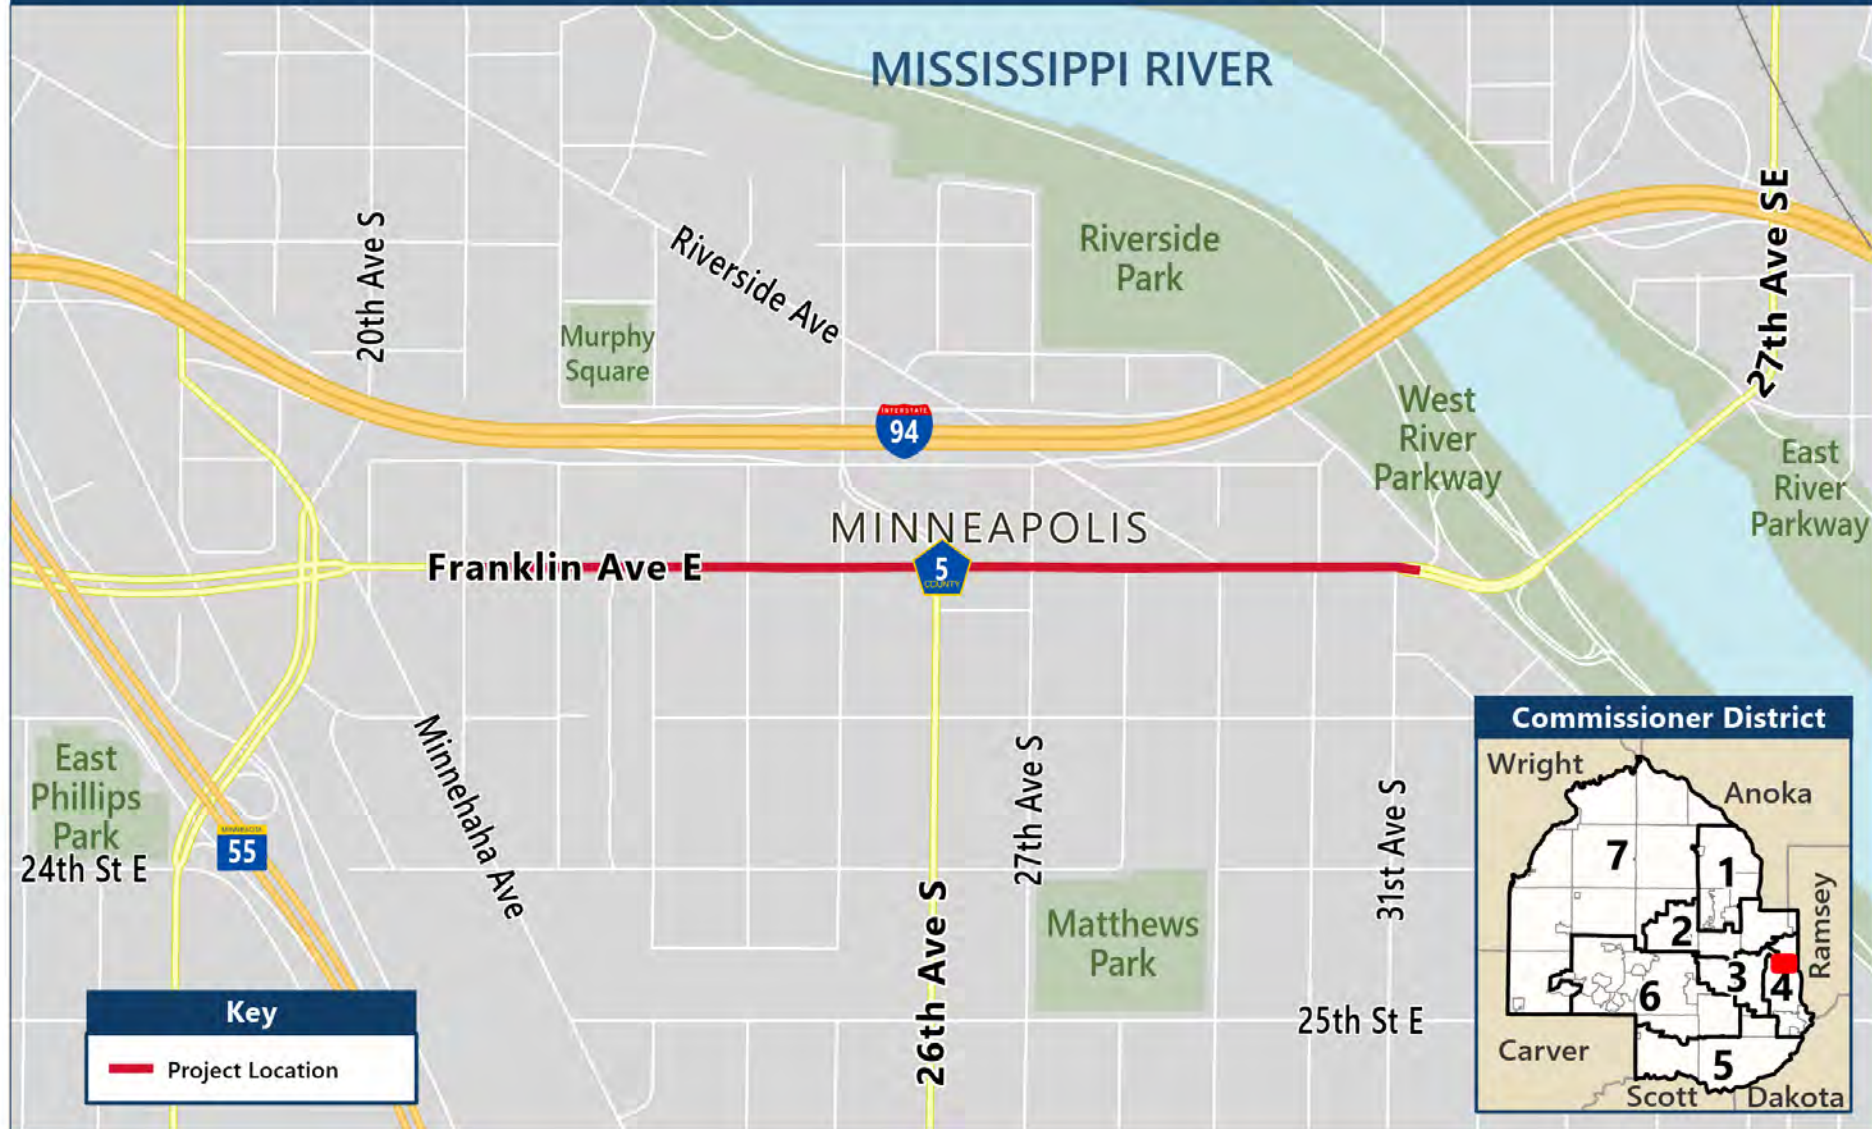 MISSISSIPPI RIVER
27th Ave SE
20th Ave S
Riverside Ave
Riverside
Park
Murphy
Square
INTERSTATE
94
West
River
Parkway
East
River
Parkway
MINNEAPOLIS
Franklin Ave E
5
COUNTY
East
Phillips
Park
24th St E
MINNESOTA
55
Minnehaha Ave
26th Ave S
27th Ave S
Matthews
Park
31st Ave S
25th St E
Key
Project Location
Commissioner District
Wright
Anoka
7
1
2
Ramsey
3
4
6
Carver
5
Scott
Dakota